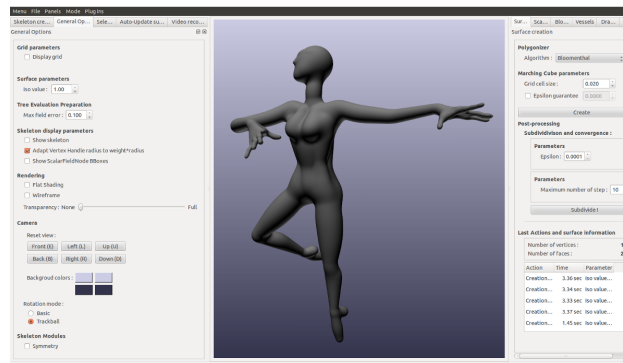 Menu File Panels Mode Plugins
Skeleton cre... General Op... Sele... Auto-Update su... Video reco...
General Options
Grid parameters
Display grid
Surface parameters
Iso value: 1.00
Tree Evaluation Preparation
Max Field error: 0.100
Skeleton display parameters
Show skeleton
Adapt Vertex Handle radius to weight*radius
Show ScalarFieldNode BBoxes
Rendering
Flat Shading
Wireframe
Transparency: None Full
Camera
Reset view:
Front (E) Left (L) Up (U)
Back (B) Right (R) Down (D)
Backgroud colors:
Rotation mode:
Basic
Trackball
Skeleton Modules
Symmetry
Sur... Sca... Blo... Vessels Dra...
Surface creation
Polygonizer
Algorithm: Bloomenthal
Marching Cube parameters
Grid cell size: 0.020
Epsilon guarantee 0.0000
Create
Post-processing
Subdividivison and convergence:
Parameters
Epsilon: 0.0001
Parameters
Maximum number of step: 10
Subdivide!
Last Actions and surface information
Number of vertices: 1
Number of faces: 2
Action Time Parameter
Creation... 3.36 sec Iso value...
Creation... 3.34 sec Iso value...
Creation... 3.33 sec Iso value...
Creation... 3.37 sec Iso value...
Creation... 1.45 sec Iso value...